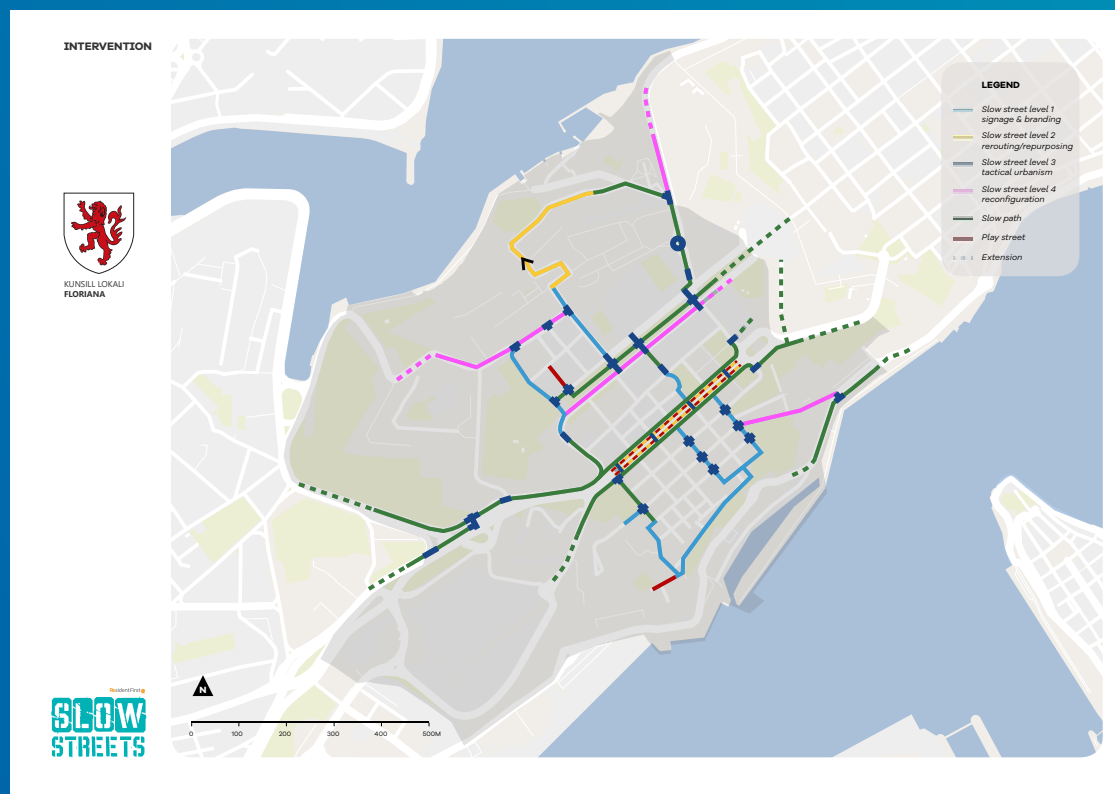 INTERVENTION
KUNSILL LOKALI
FLORIANA
LEGEND
Slow street level 1
signage & branding
Slow street level 2
rerouting/repurposing
Slow street level 3
tactical urbanism
Slow street level 4
reconfiguration
Slow path
Play street
Extension
N
0 100 200 300 400 500M
ResidentFirst
SLOW
STREETS